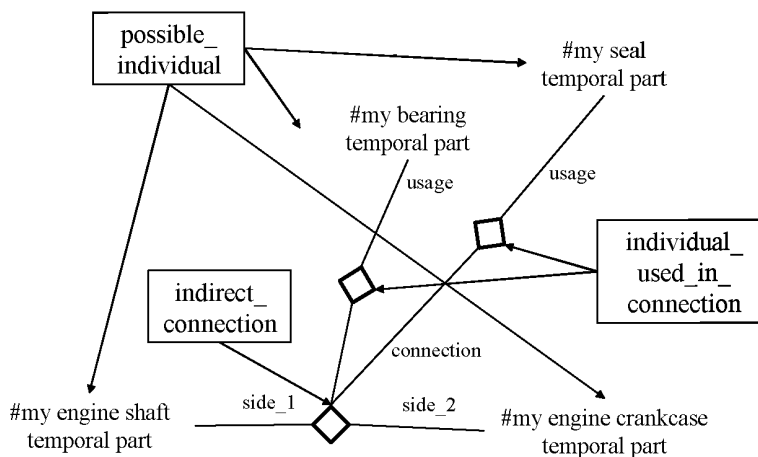 possible_
individual
#my seal
temporal part
#my bearing
temporal part
usage
usage
individual_
used_in_
connection
indirect_
connection
connection
#my engine shaft
temporal part
side_1
side_2
#my engine crankcase
temporal part